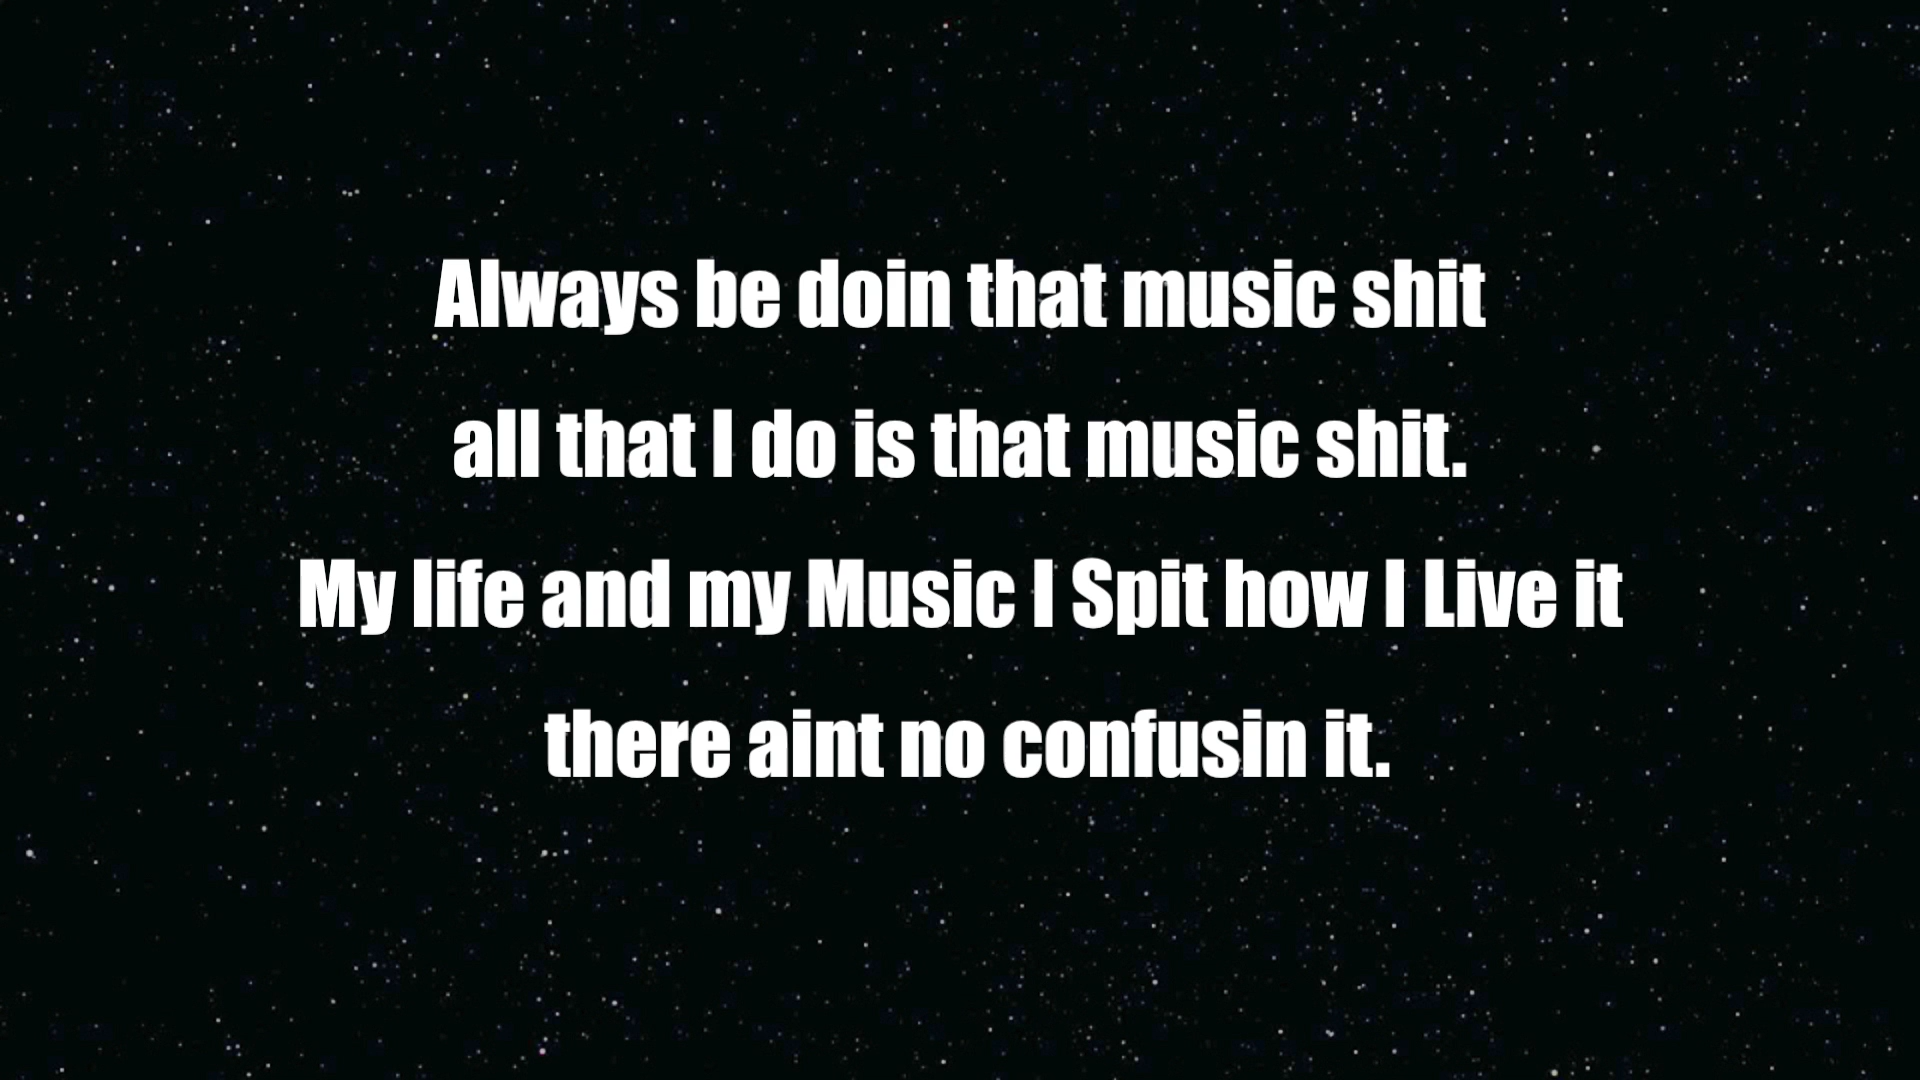 Always be doin that music shit
all that I do is that music shit.
My life and my Music I Spit how I Live it
there aint no confusin it.